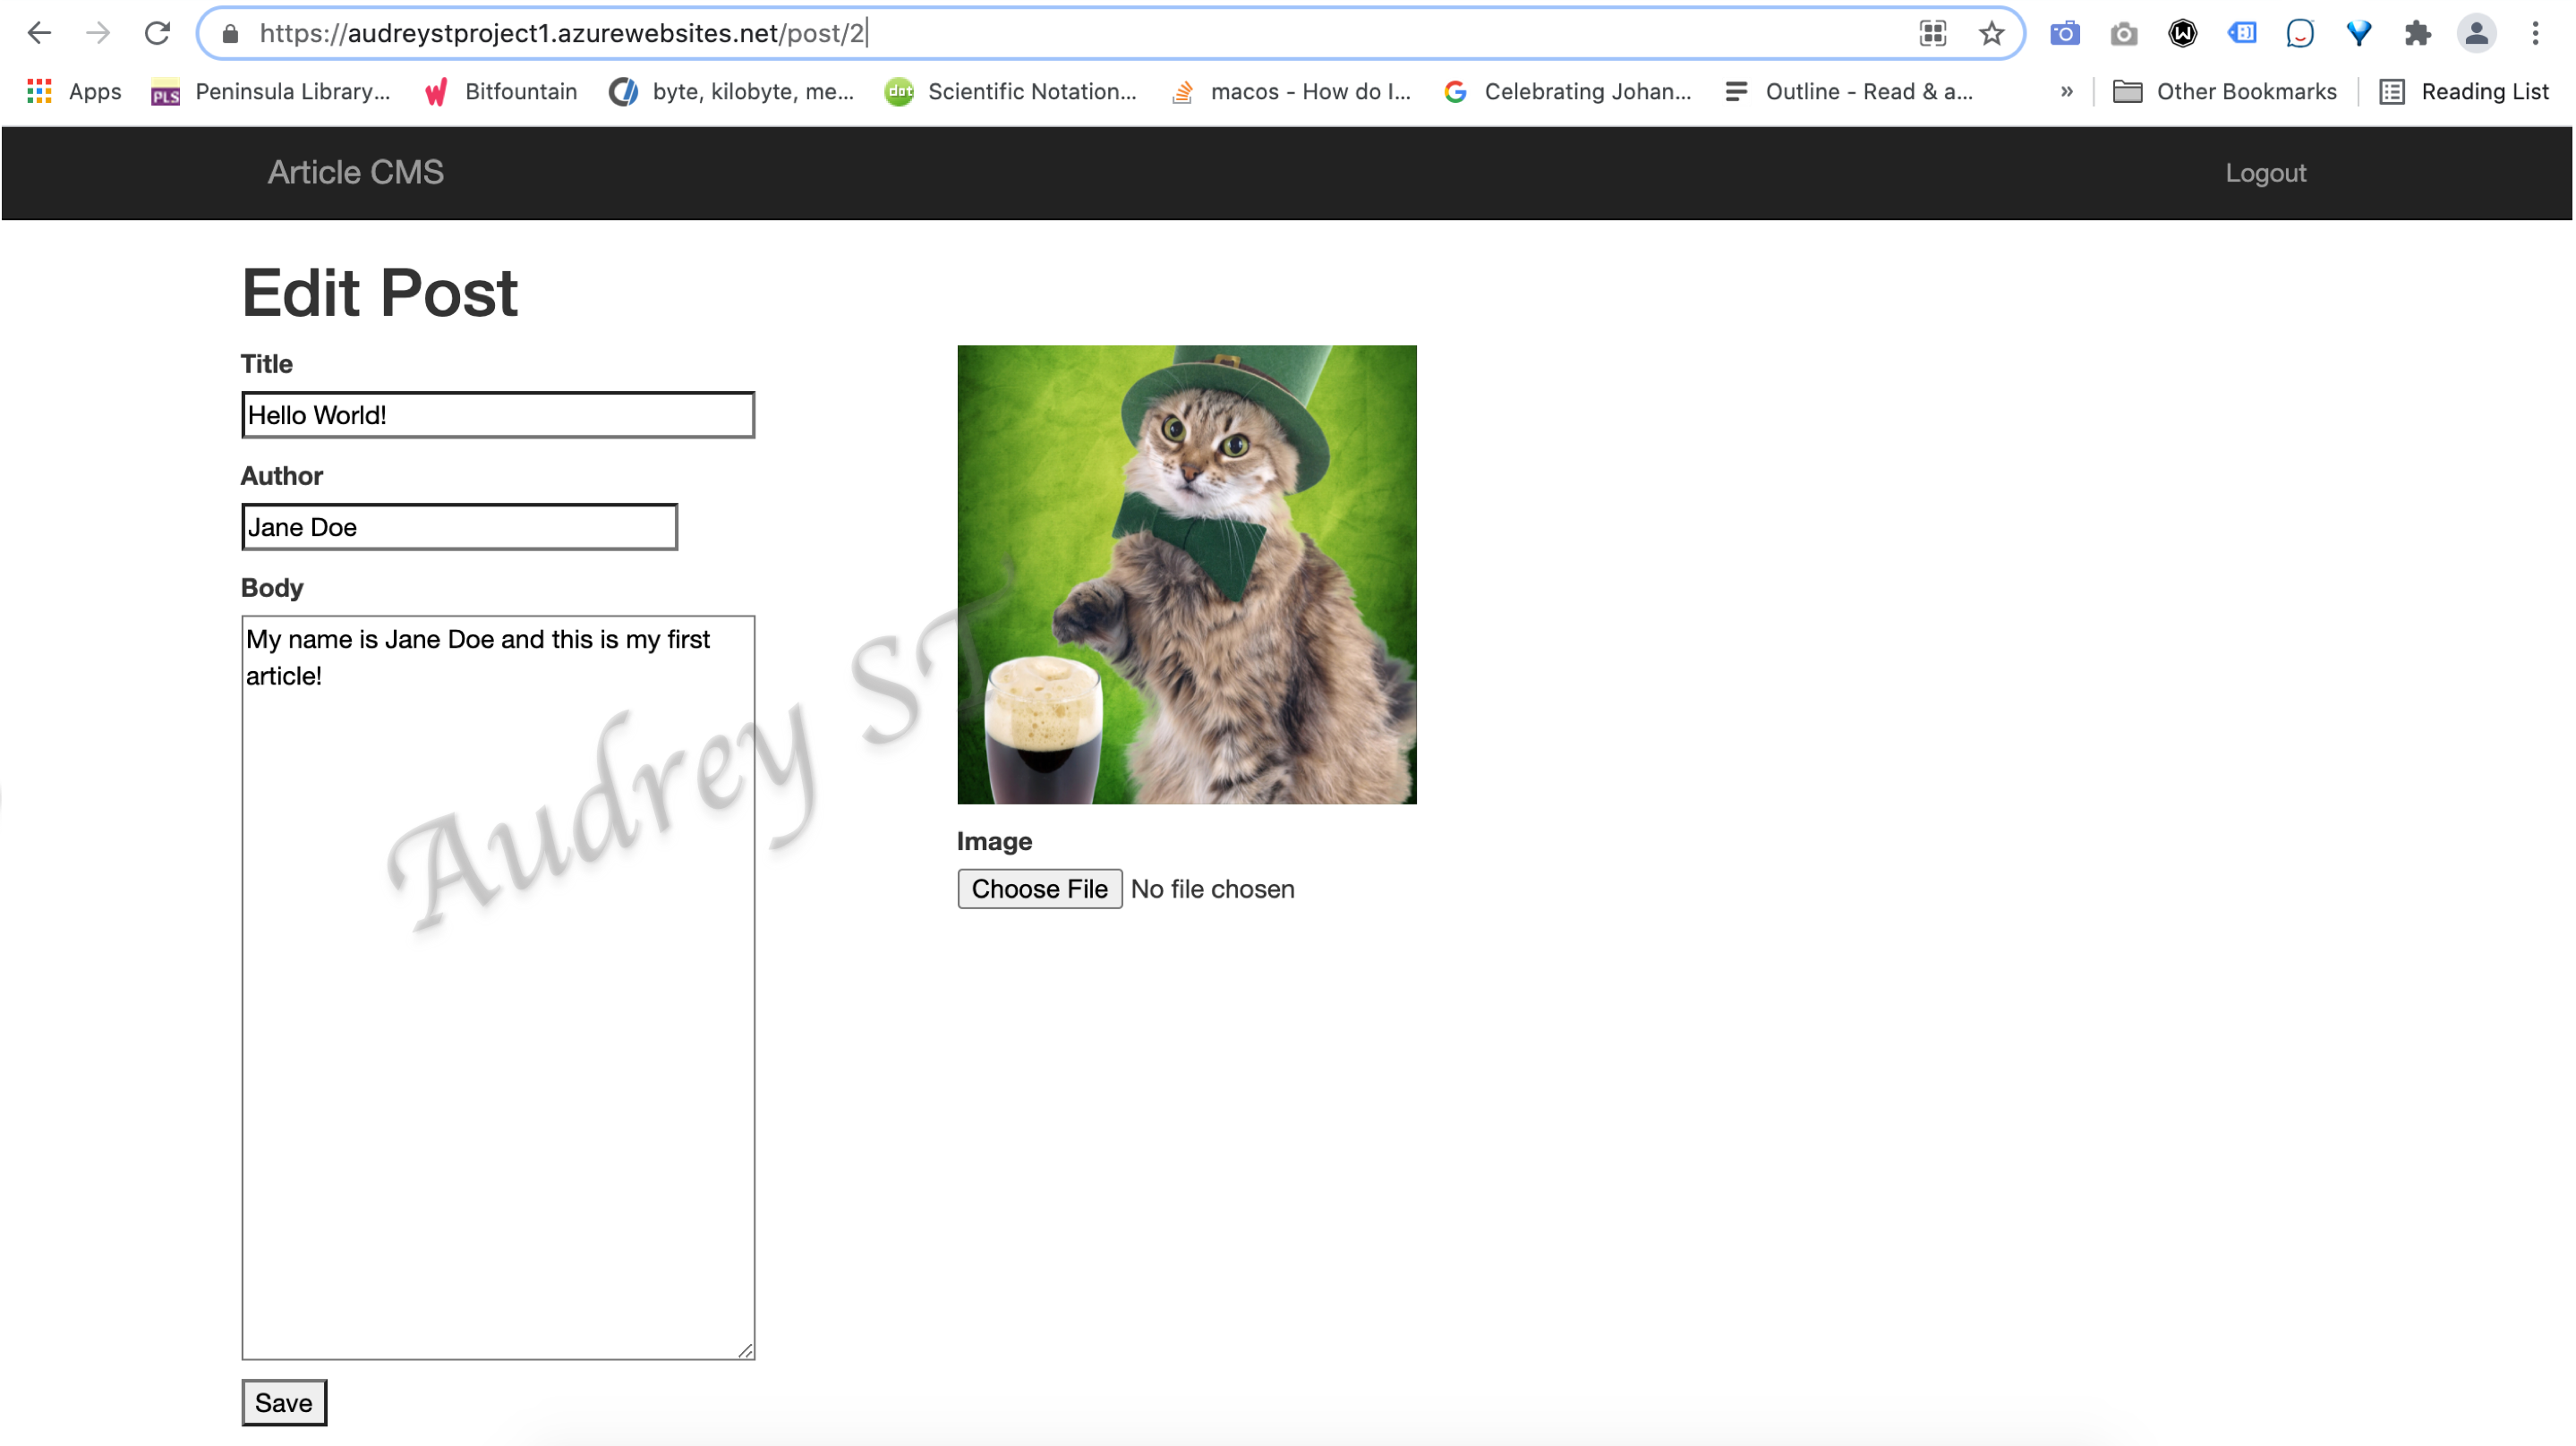 https://audreystproject1.azurewebsites.net/post/2
Apps PLS Peninsula Library... Bitfountain byte, kilobyte, me... dot Scientific Notation... macos - How do I... Celebrating Johan... Outline - Read & a... » Other Bookmarks Reading List
Article CMS Logout
Edit Post
Title
Hello World!
Author
Jane Doe
Body
My name is Jane Doe and this is my first
article!
Audrey ST
Image
Choose File No file chosen
Save